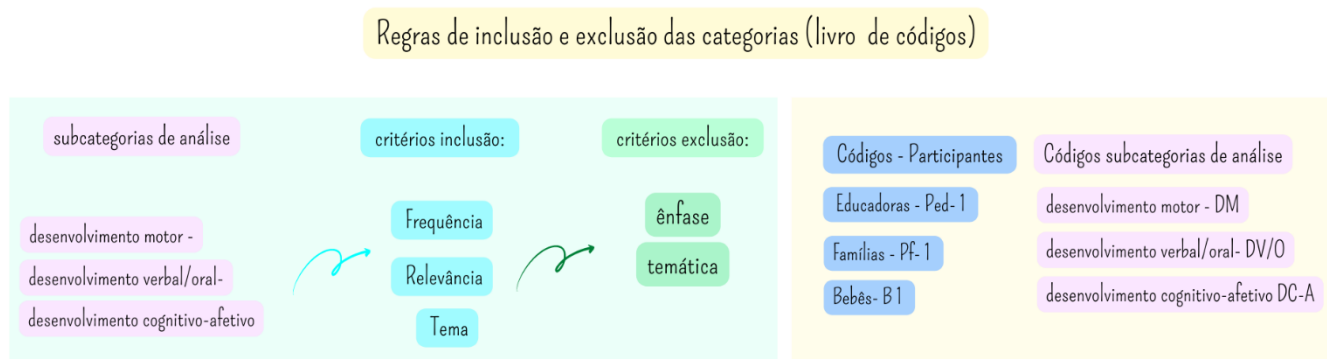 Regras de inclusão e exclusão das categorias (livro de códigos)
subcategorias de análise
desenvolvimento motor -
desenvolvimento verbal/oral-
desenvolvimento cognitivo-afetivo
critérios inclusão:
Frequência
Relevância
Tema
critérios exclusão:
ênfase
temática
Códigos - Participantes
Educadoras - Ped- 1
Famílias - Pf- 1
Bebês- B 1
Códigos subcategorias de análise
desenvolvimento motor - DM
desenvolvimento verbal/oral- DV/O
desenvolvimento cognitivo-afetivo DC-A